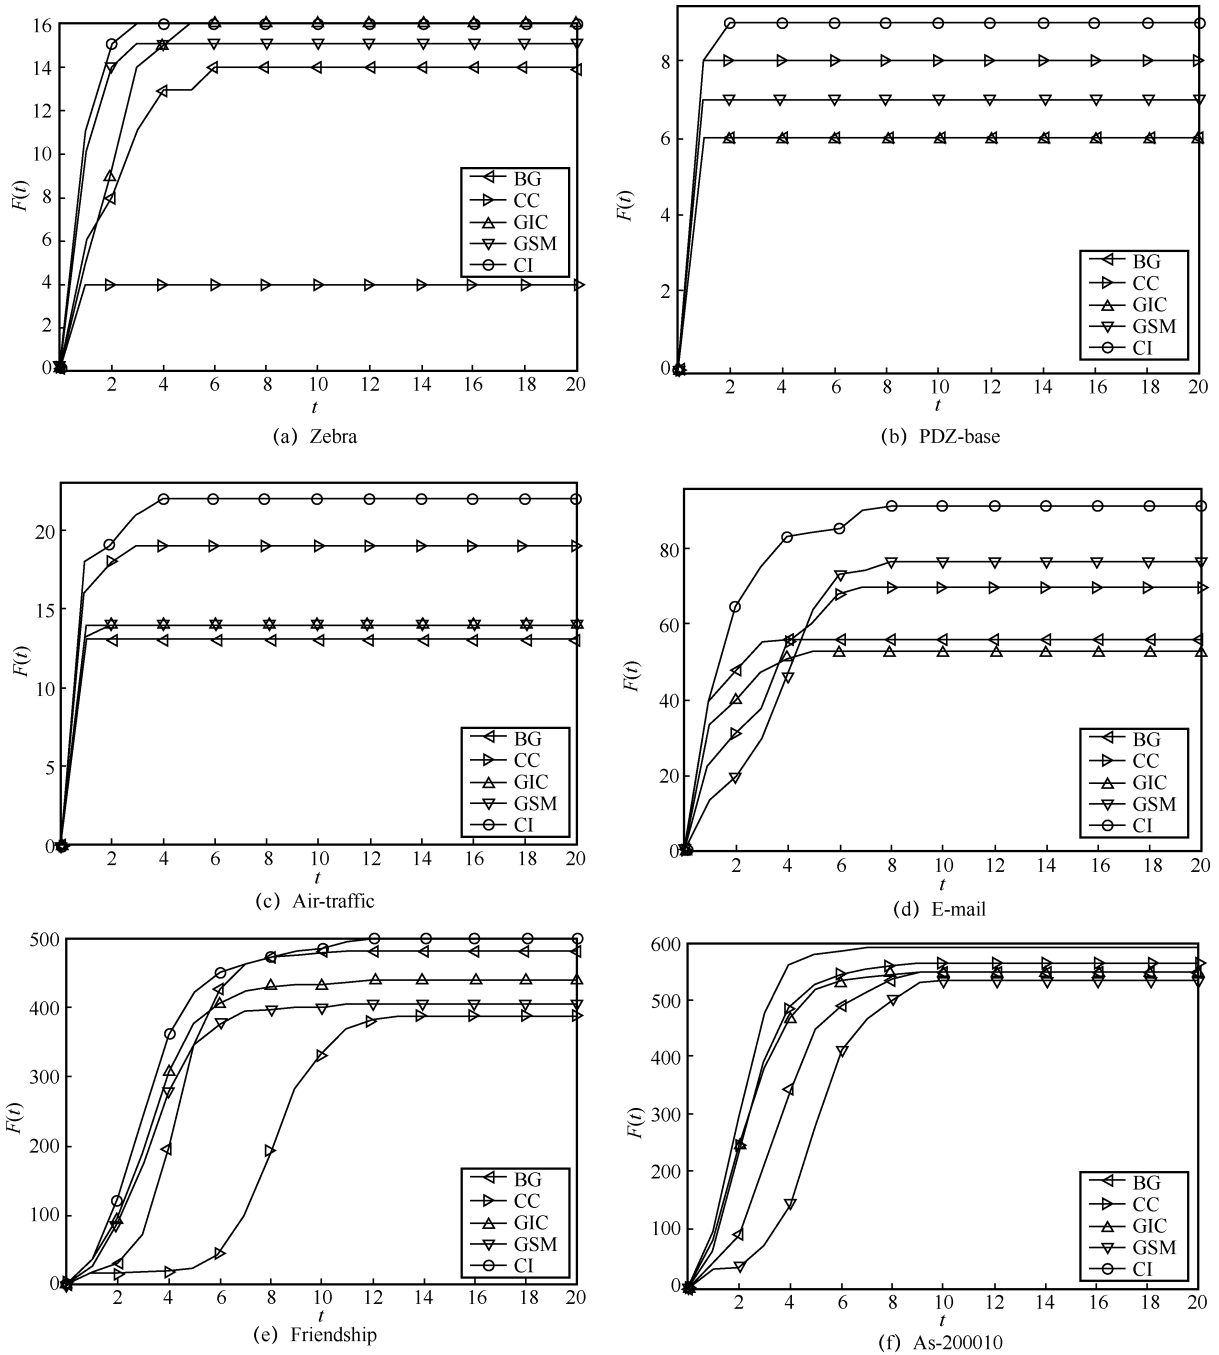 16
14
12
10
8
6
4
2
0
F(t)
BG
CC
GIC
GSM
CI
2 4 6 8 10 12 14 16 18 20
t
(a) Zebra
8
6
4
2
0
F(t)
BG
CC
GIC
GSM
CI
2 4 6 8 10 12 14 16 18 20
t
(b) PDZ-base
20
15
10
5
0
F(t)
BG
CC
GIC
GSM
CI
2 4 6 8 10 12 14 16 18 20
t
(c) Air-traffic
80
60
40
20
0
F(t)
BG
CC
GIC
GSM
CI
2 4 6 8 10 12 14 16 18 20
t
(d) E-mail
500
400
300
200
100
0
F(t)
BG
CC
GIC
GSM
CI
2 4 6 8 10 12 14 16 18 20
t
(e) Friendship
600
500
400
300
200
100
0
F(t)
BG
CC
GIC
GSM
CI
2 4 6 8 10 12 14 16 18 20
t
(f) As-200010